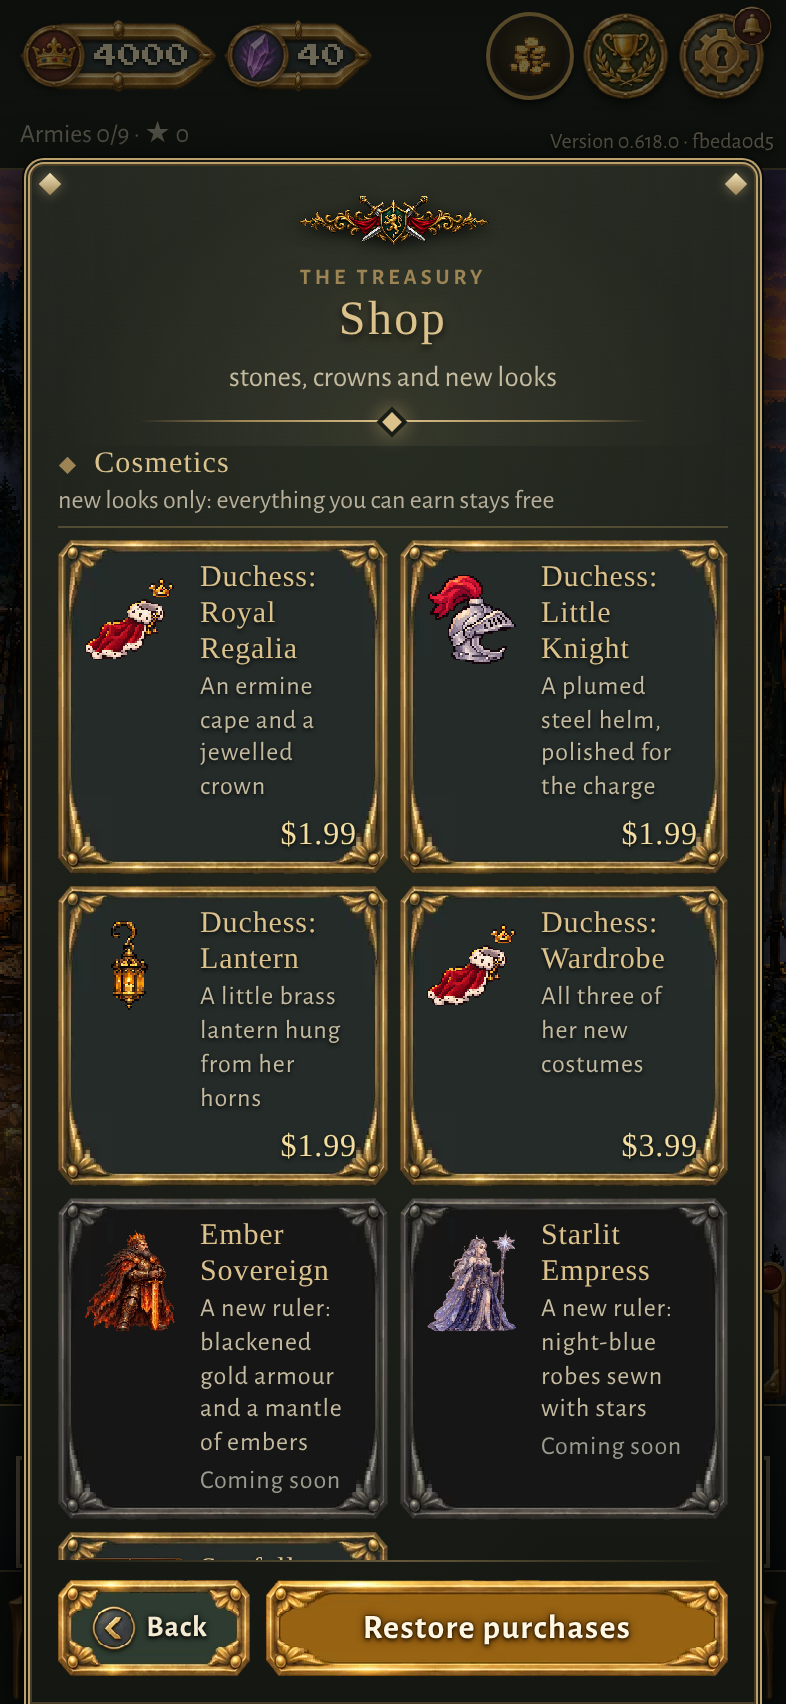 4000 40
Armies 0/9 · ★ 0
Version 0.618.0 · fbeda0d5
THE TREASURY
Shop
stones, crowns and new looks
Cosmetics
new looks only: everything you can earn stays free
Duchess:
Royal
Regalia
An ermine
cape and a
jewelled
crown
$1.99
Duchess:
Little
Knight
A plumed
steel helm,
polished for
the charge
$1.99
Duchess:
Lantern
A little brass
lantern hung
from her
horns
$1.99
Duchess:
Wardrobe
All three of
her new
costumes
$3.99
Ember
Sovereign
A new ruler:
blackened
gold armour
and a mantle
of embers
Coming soon
Starlit
Empress
A new ruler:
night-blue
robes sewn
with stars
Coming soon
Back
Restore purchases